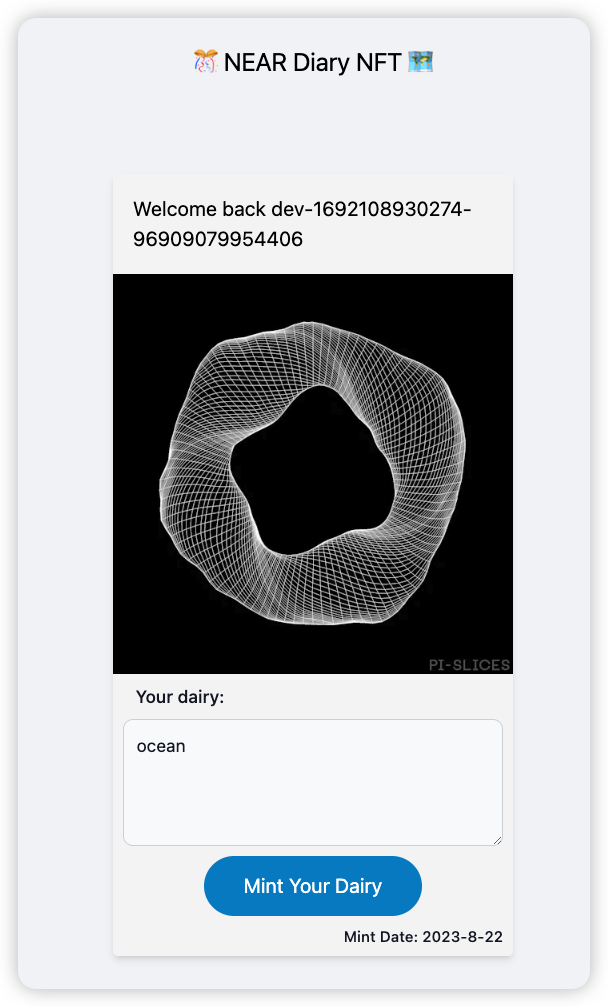 🎊 NEAR Diary NFT 🗺️
Welcome back dev-1692108930274-
96909079954406
PI-SLICES
Your dairy:
ocean
Mint Your Dairy
Mint Date: 2023-8-22